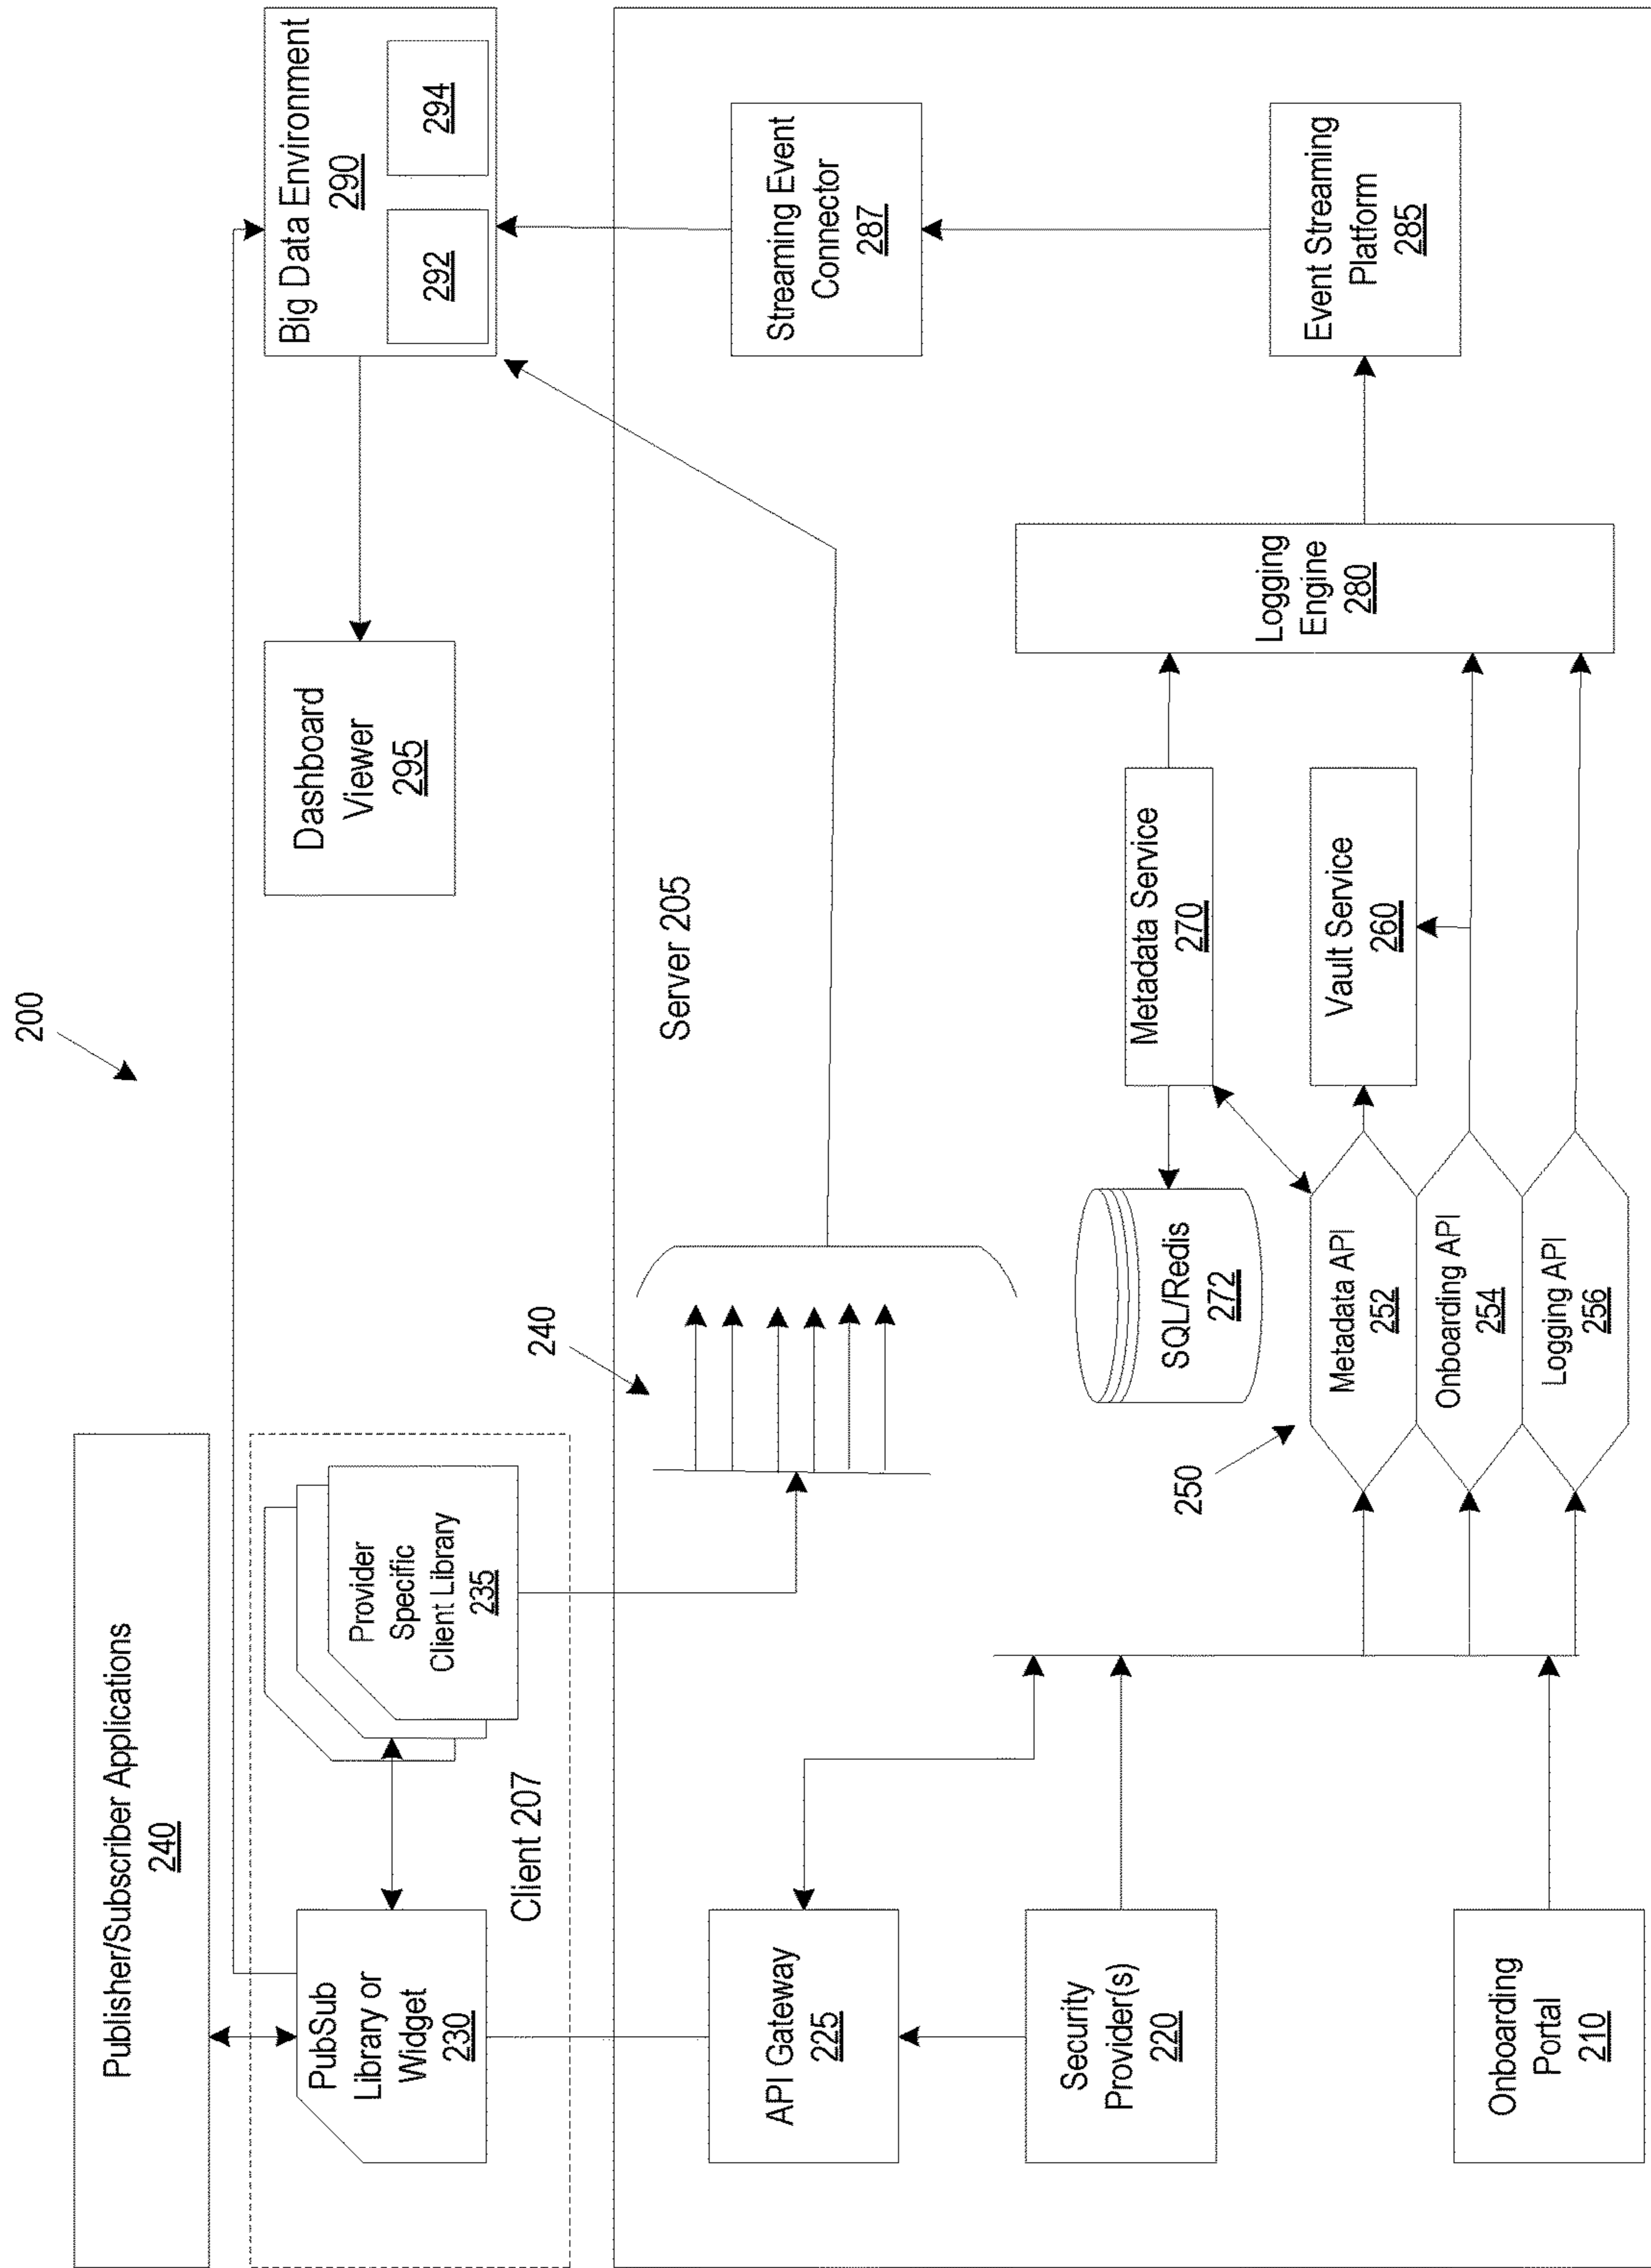 200
Publisher/Subscriber Applications
240
PubSub
Library or
Widget
230
Provider
Specific
Client Library
235
Client 207
Dashboard
Viewer
295
Big Data Environment
290
292
294
Server 205
240
API Gateway
225
Security
Provider(s)
220
Onboarding
Portal
210
250
Metadata API
252
Onboarding API
254
Logging API
256
SQL/Redis
272
Metadata Service
270
Vault Service
260
Logging
Engine
280
Streaming Event
Connector
287
Event Streaming
Platform
285